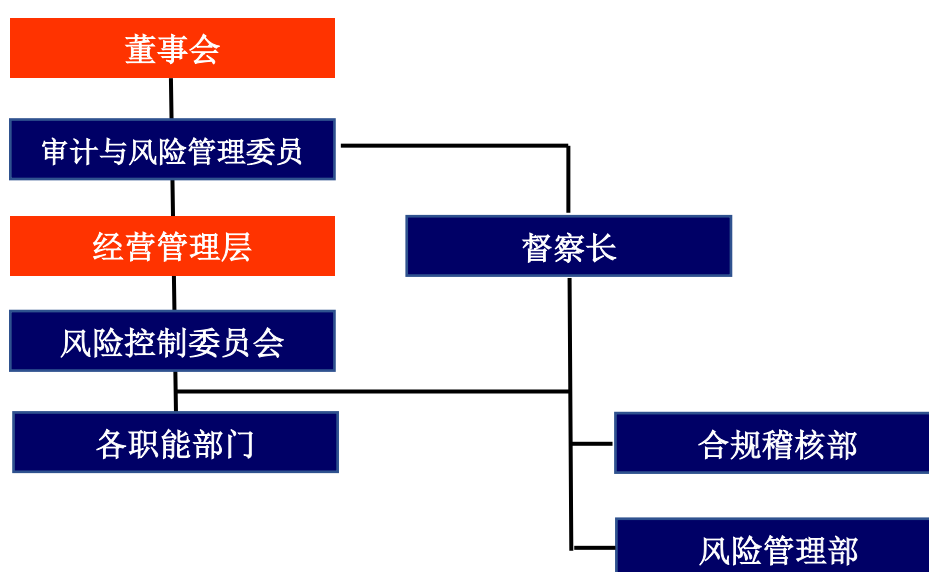 董事会
审计与风险管理委员
经营管理层
督察长
风险控制委员会
各职能部门
合规稽核部
风险管理部